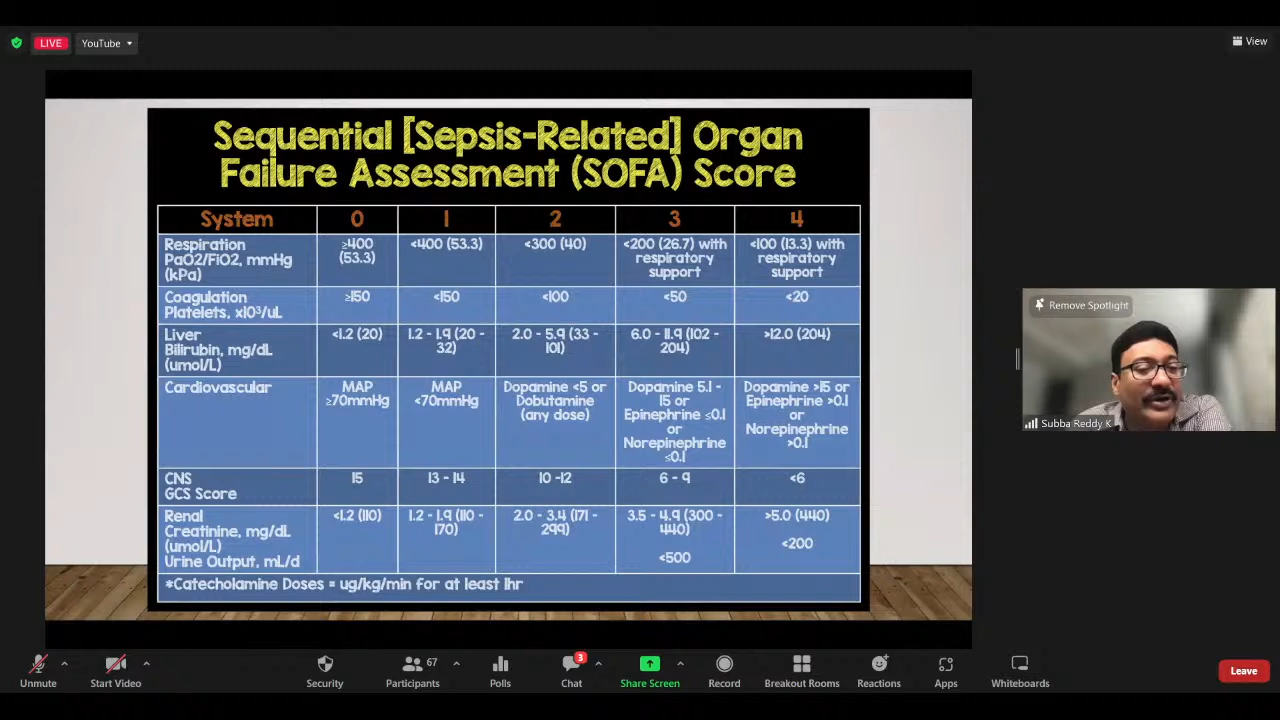 LIVE
YouTube
View
Sequential [Sepsis-Related] Organ
Failure Assessment (SOFA) Score
System 0 1 2 3 4
Respiration
PaO2/FiO2, mmHg
(kPa)
≥400
(53.3)
<400 (53.3)
<300 (40)
<200 (26.7) with
respiratory
support
<100 (13.3) with
respiratory
support
Coagulation
Platelets, x10³/uL
≥150
<150
<100
<50
<20
Liver
Bilirubin, mg/dL
(umol/L)
<1.2 (20)
1.2 - 1.9 (20 -
32)
2.0 - 5.9 (33 -
101)
6.0 - 11.9 (102 -
204)
>12.0 (204)
Cardiovascular
MAP
≥70mmHg
MAP
<70mmHg
Dopamine <5 or
Dobutamine
(any dose)
Dopamine 5.1 -
15 or
Epinephrine ≤0.1
or
Norepinephrine
≤0.1
Dopamine >15 or
Epinephrine >0.1
or
Norepinephrine
>0.1
CNS
GCS Score
15
13 - 14
10 -12
6 - 9
<6
Renal
Creatinine, mg/dL
(umol/L)
Urine Output, mL/d
<1.2 (110)
1.2 - 1.9 (110 -
170)
2.0 - 3.4 (171 -
299)
3.5 - 4.9 (300 -
440)
<500
>5.0 (440)
<200
*Catecholamine Doses = ug/kg/min for at least 1hr
Remove Spotlight
Subba Reddy K
Unmute
Start Video
Security
67
Participants
Polls
3
Chat
Share Screen
Record
Breakout Rooms
Reactions
Apps
Whiteboards
Leave